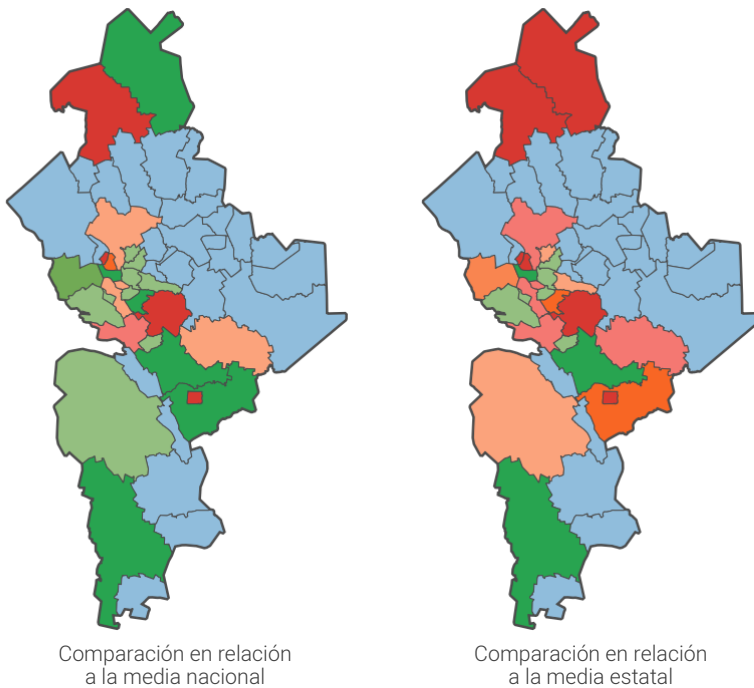 Comparación en relación
a la media nacional
Comparación en relación
a la media estatal